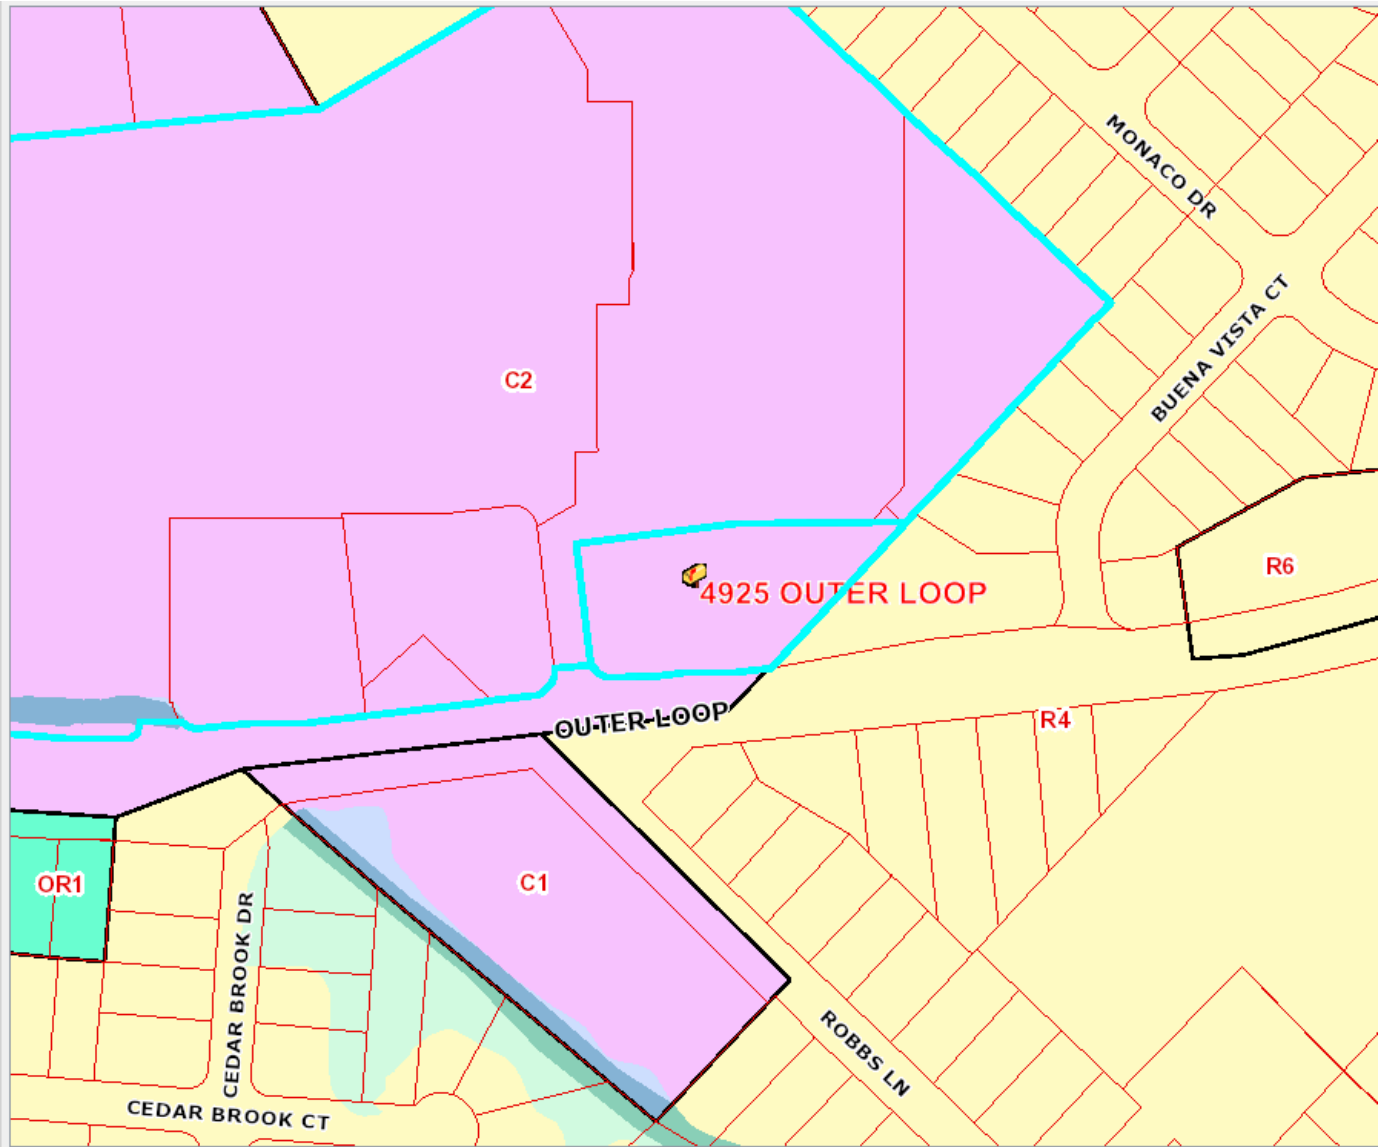 MONACO DR
BUENA VISTA CT
C2
R6
4925 OUTER LOOP
OUTER LOOP
R4
C1
OR1
CEDAR BROOK DR
ROBBS LN
CEDAR BROOK CT